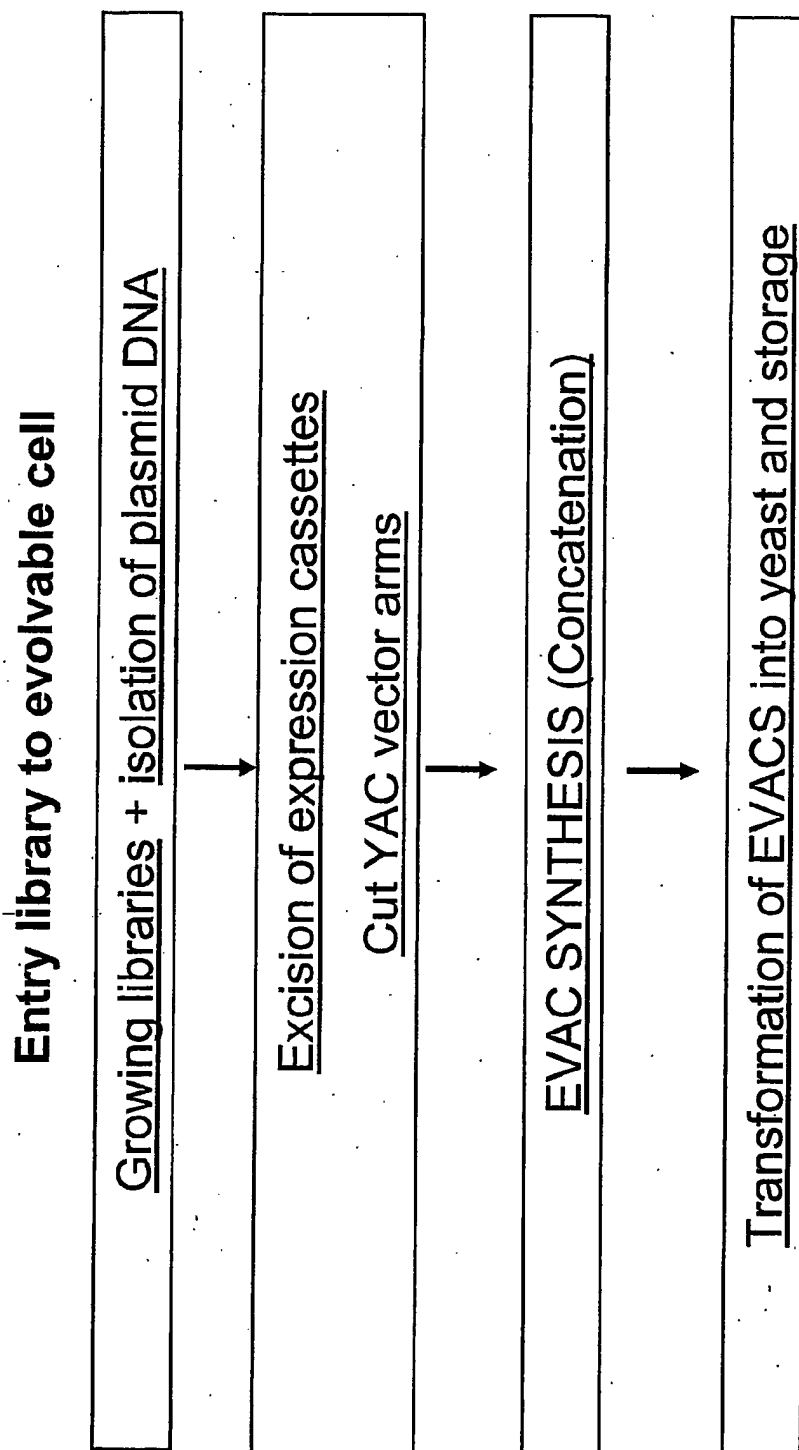 Entry library to evolvable cell
Growing libraries + isolation of plasmid DNA
Excision of expression cassettes
Cut YAC vector arms
EVAC SYNTHESIS (Concatenation)
Transformation of EVACS into yeast and storage